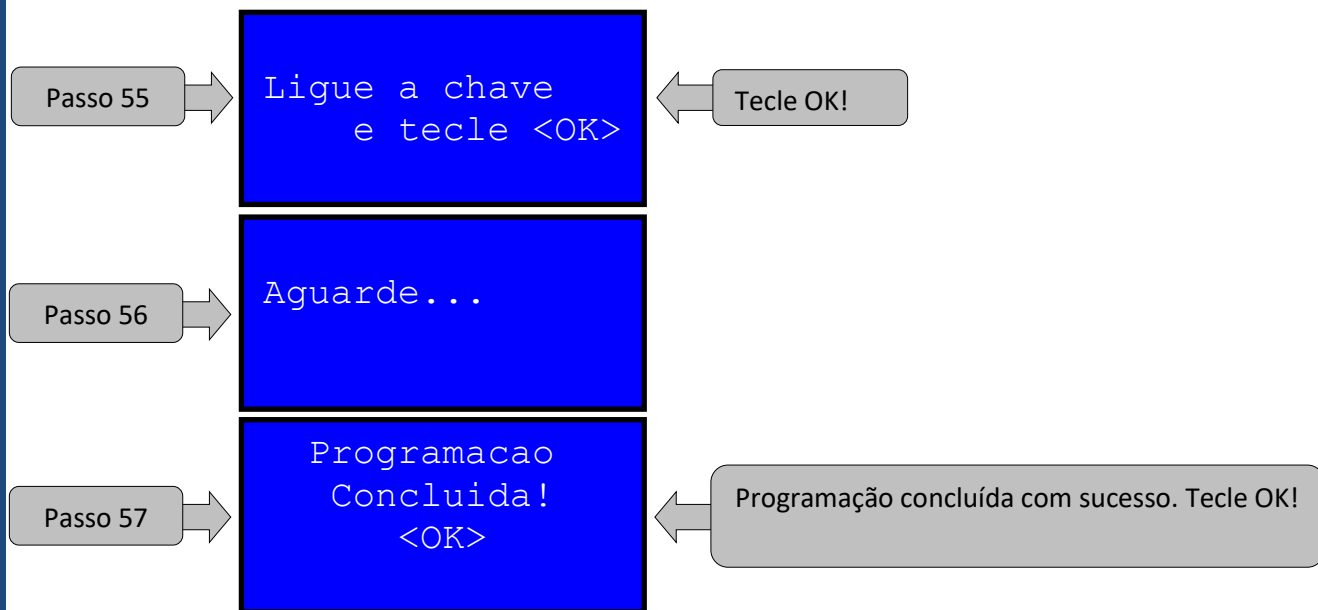 Passo 55
Ligue a chave
e tecle <OK>
Tecle OK!
Passo 56
Aguarde...
Passo 57
Programacao
Concluida!
<OK>
Programação concluída com sucesso. Tecle OK!